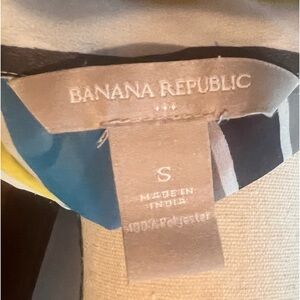 BANANA REPUBLIC
S
MADE IN
INDIA
100% Polyester